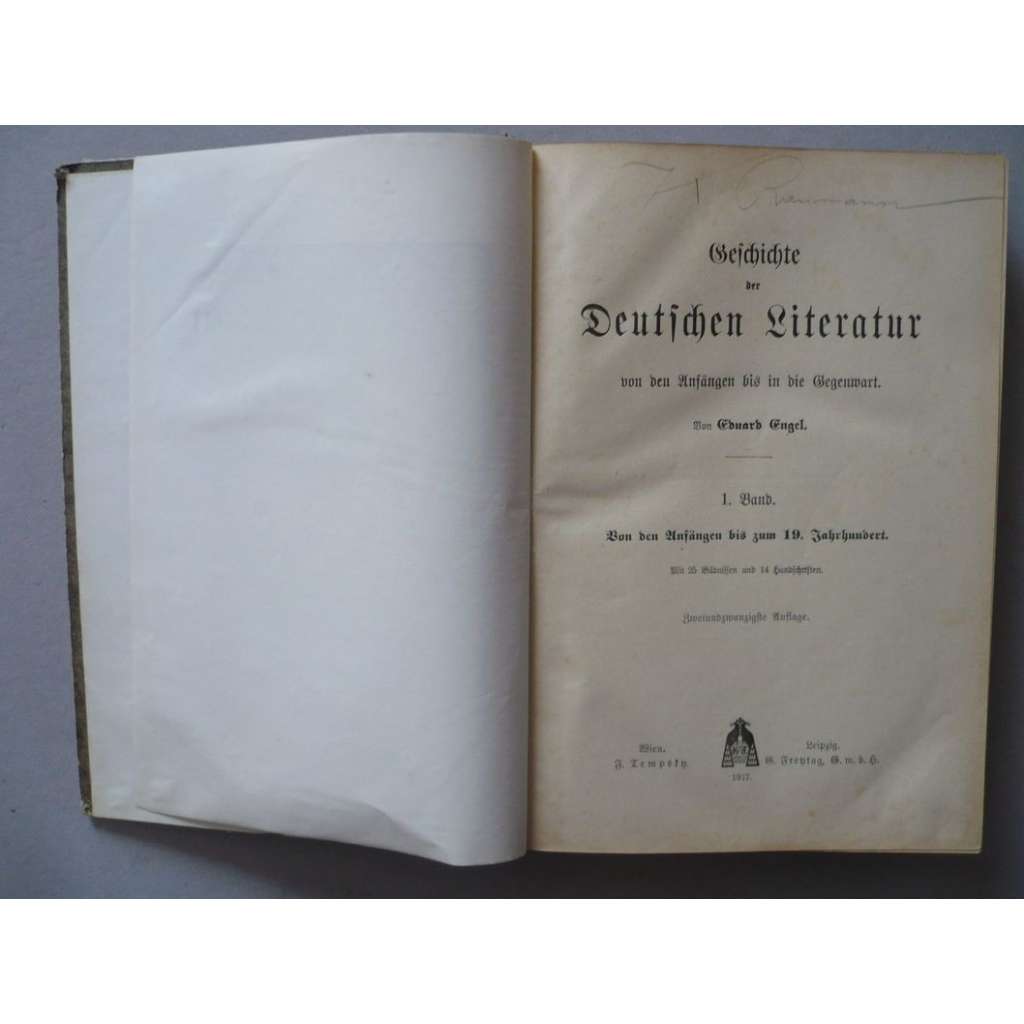 Geschichte
der
Deutschen Literatur
von den Anfängen bis in die Gegenwart.
Von Eduard Engel.
1. Band.
Von den Anfängen bis zum 19. Jahrhundert.
Mit 25 Bildnissen und 14 Handschriften.
Zweiundzwanzigste Auflage.
Wien.
F. Tempsky.
Leipzig.
G. Freytag, G. m. b. H.
1917.